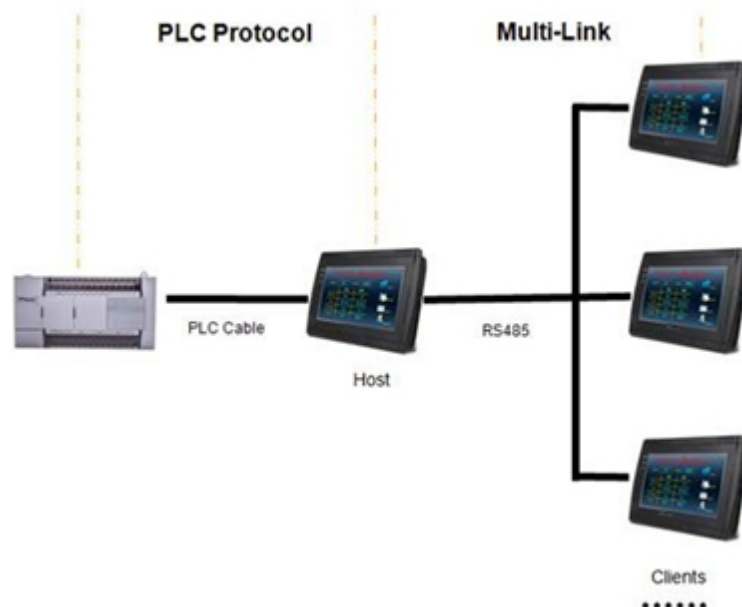 PLC Protocol
Multi-Link
PLC Cable
RS485
Host
Clients
......